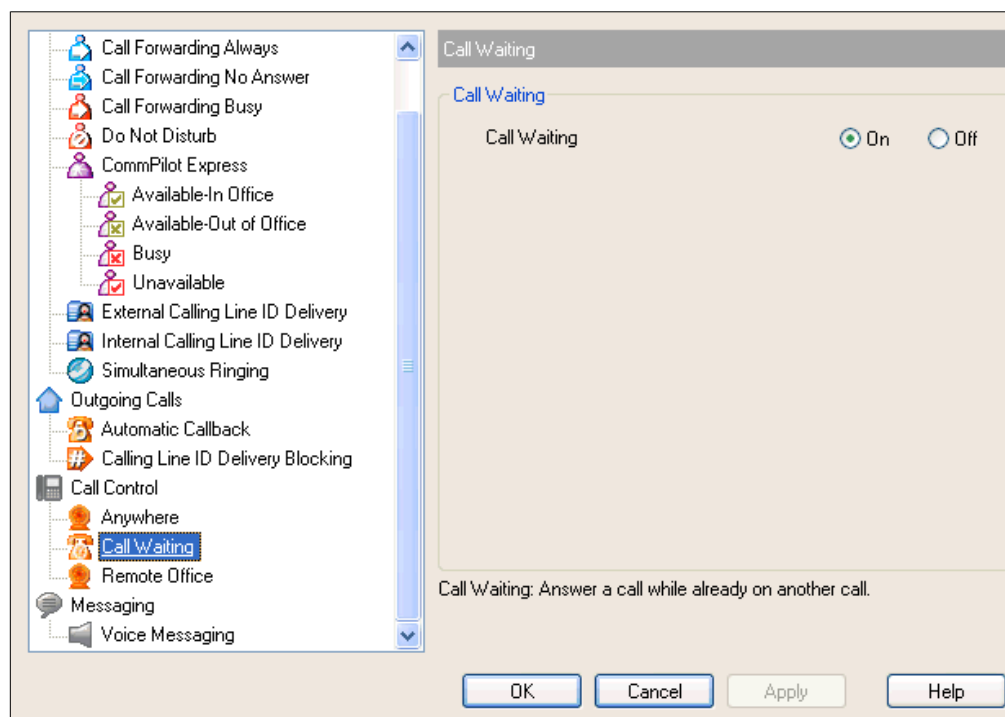 Call Forwarding Always
Call Forwarding No Answer
Call Forwarding Busy
Do Not Disturb
CommPilot Express
Available-In Office
Available-Out of Office
Busy
Unavailable
External Calling Line ID Delivery
Internal Calling Line ID Delivery
Simultaneous Ringing
Outgoing Calls
Automatic Callback
Calling Line ID Delivery Blocking
Call Control
Anywhere
Call Waiting
Remote Office
Messaging
Voice Messaging
Call Waiting
Call Waiting
Call Waiting On Off
Call Waiting: Answer a call while already on another call.
OK Cancel Apply Help